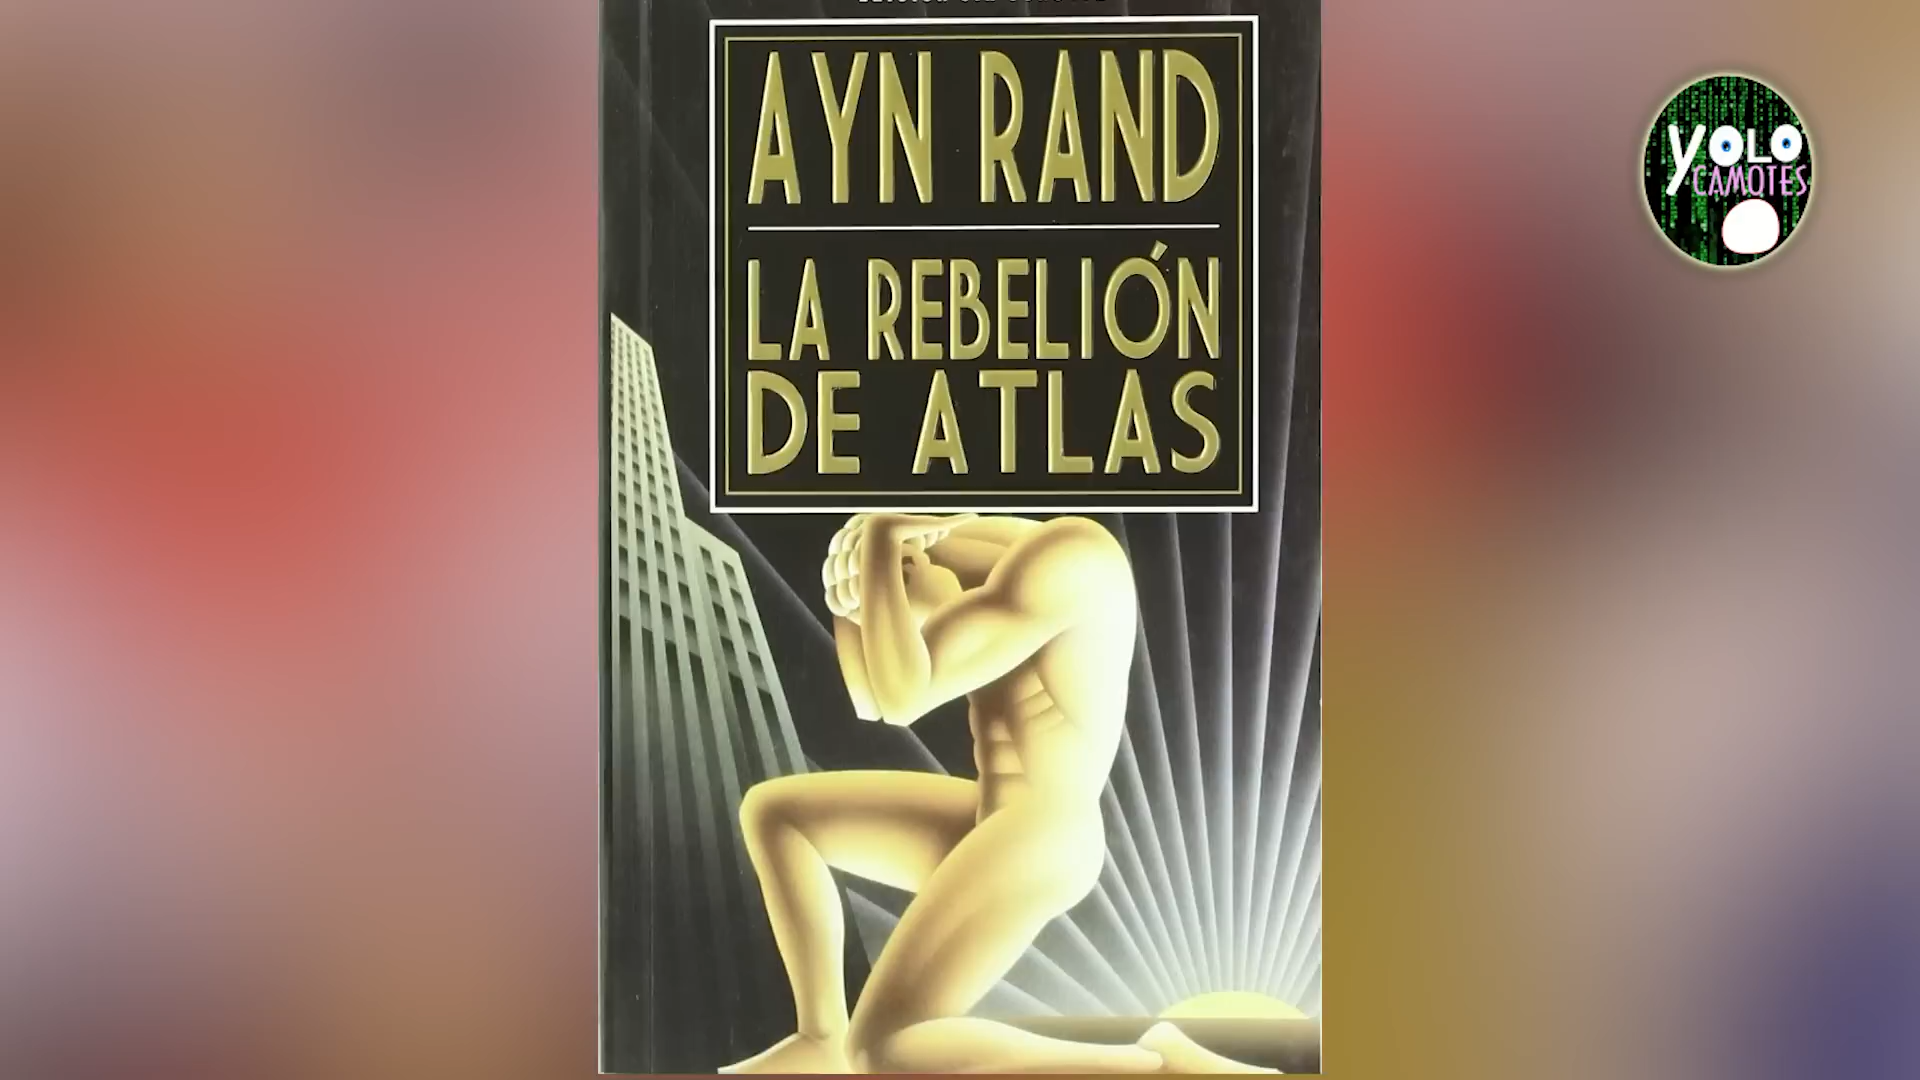 AYN RAND
LA REBELIÓN
DE ATLAS
YOLO
CAMOTES